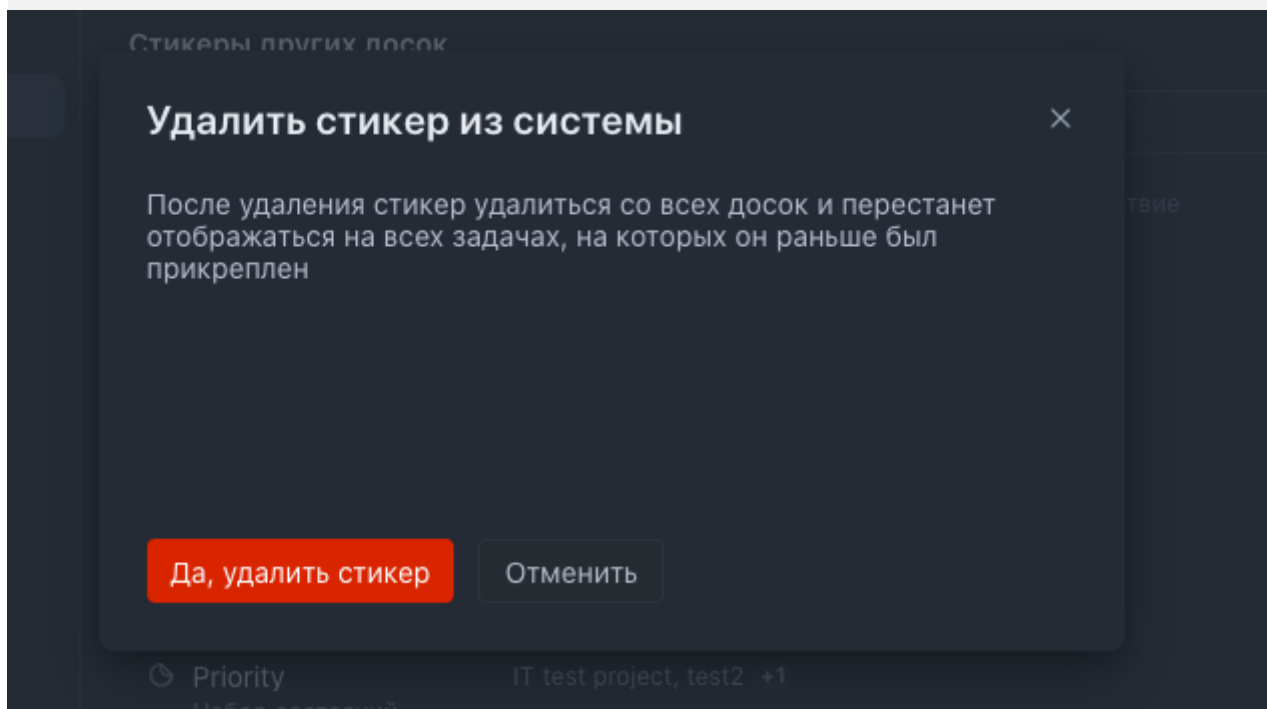 Стикеры других досок
Удалить стикер из системы
После удаления стикер удалиться со всех досок и перестанет
отображаться на всех задачах, на которых он раньше был
прикреплен
Да, удалить стикер
Отменить
Priority
IT test project, test2 +1